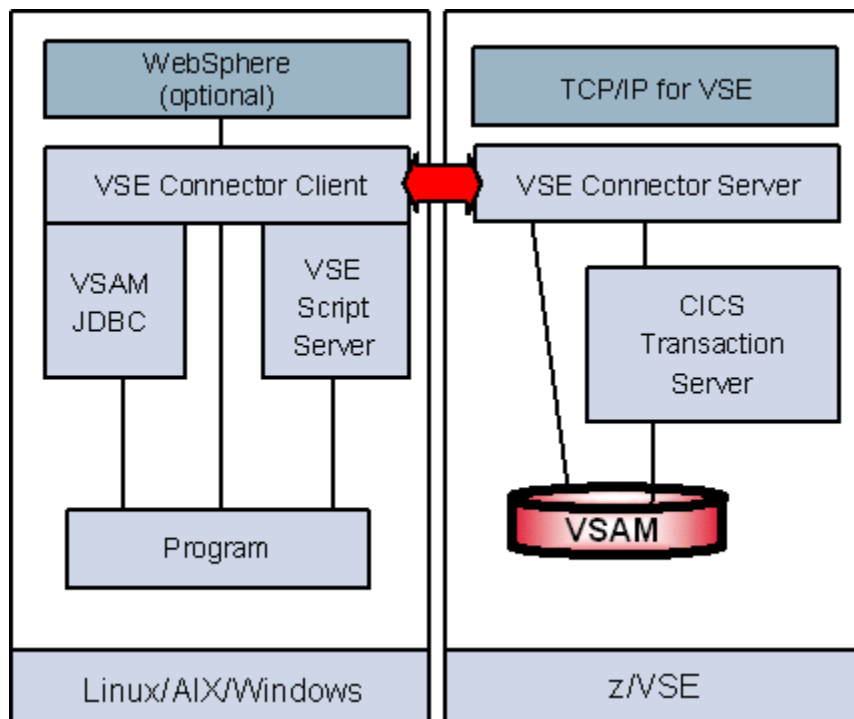 WebSphere
(optional)
VSE Connector Client
VSAM
JDBC
VSE
Script
Server
Program
Linux/AIX/Windows
TCP/IP for VSE
VSE Connector Server
CICS
Transaction
Server
VSAM
z/VSE